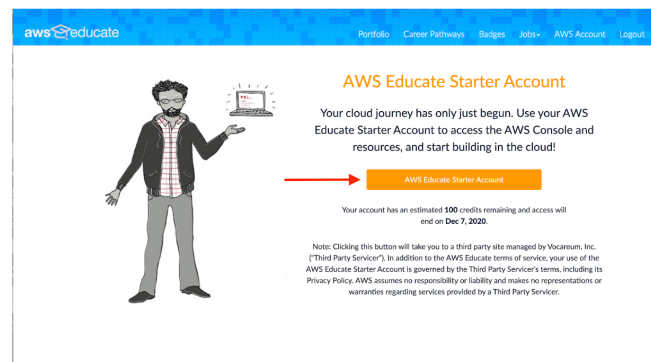 aws educate
Portfolio Career Pathways Badges Jobs AWS Account Logout
AWS Educate Starter Account
Your cloud journey has only just begun. Use your AWS
Educate Starter Account to access the AWS Console and
resources, and start building in the cloud!
AWS Educate Starter Account
Your account has an estimated 100 credits remaining and access will
end on Dec 7, 2020.
Note: Clicking this button will take you to a third party site managed by Vocareum, Inc.
("Third Party Servicer"). In addition to the AWS Educate terms of service, your use of the
AWS Educate Starter Account is governed by the Third Party Servicer's terms, including its
Privacy Policy. AWS assumes no responsibility or liability and makes no representations or
warranties regarding services provided by a Third Party Servicer.